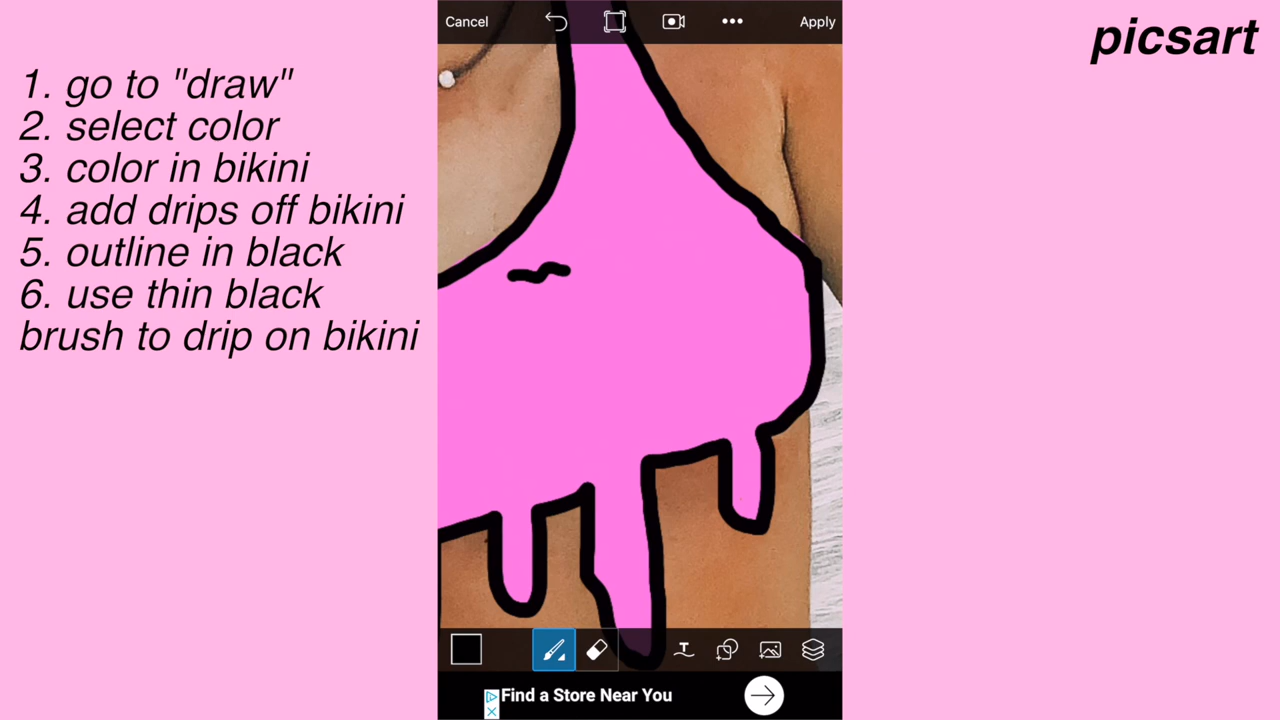 Cancel
Apply
picsart
1. go to "draw"
2. select color
3. color in bikini
4. add drips off bikini
5. outline in black
6. use thin black
brush to drip on bikini
T
Find a Store Near You